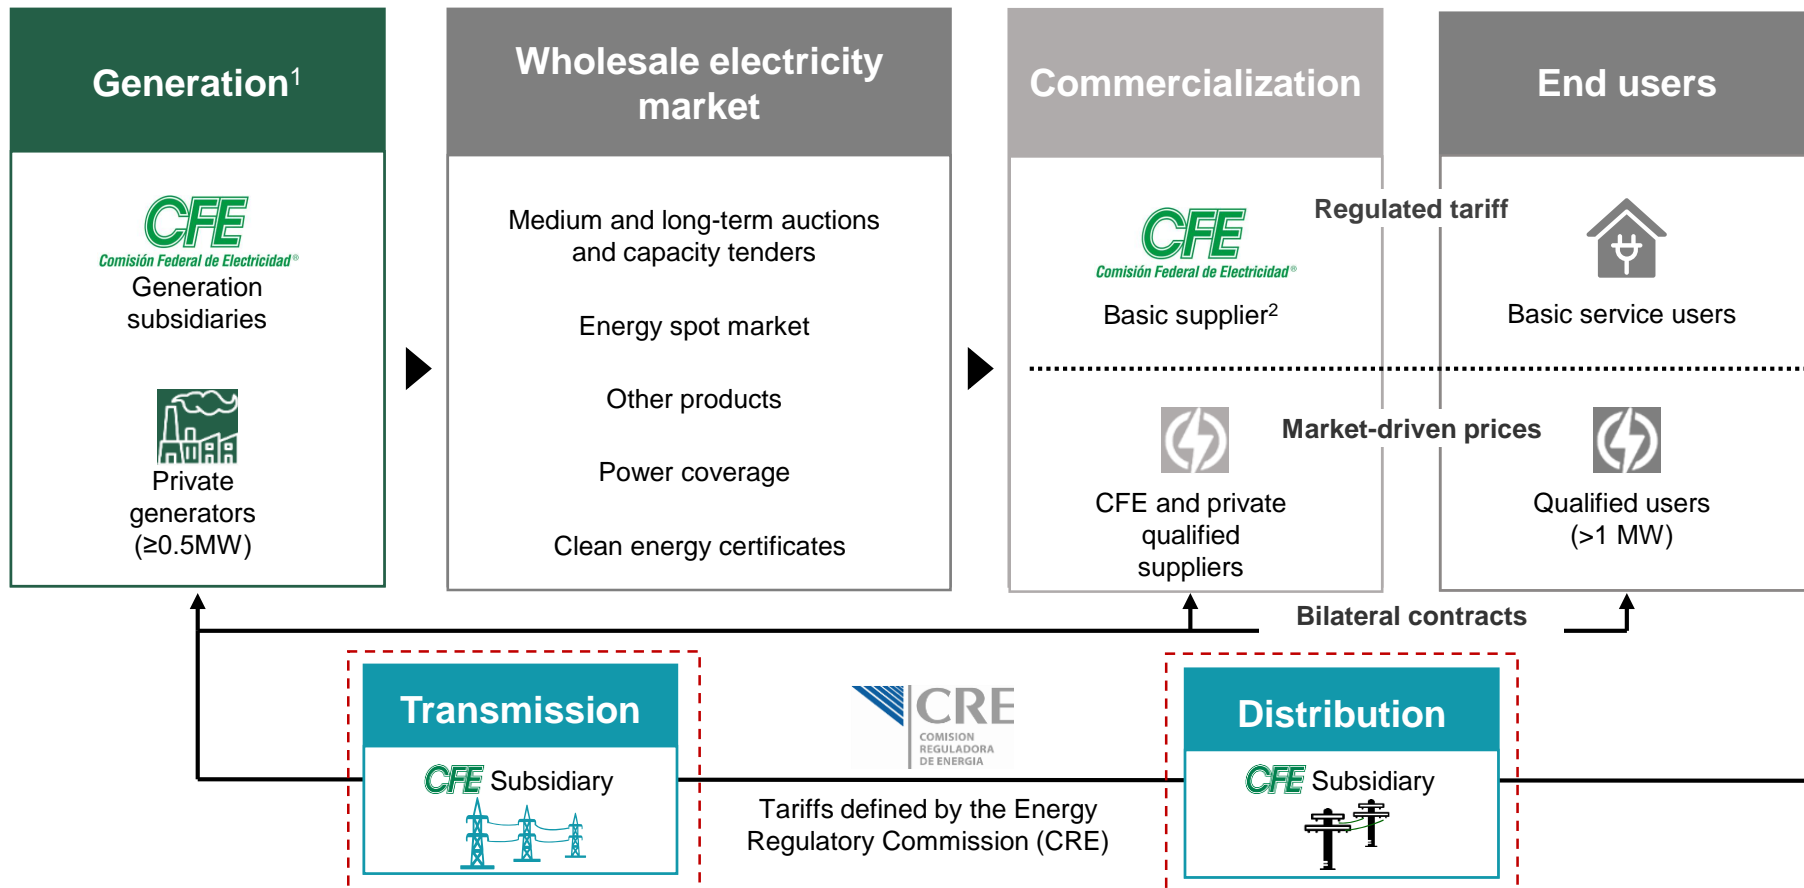 Generation1
CFE
Comisión Federal de Electricidad®
Generation
subsidiaries
Private
generators
(≥0.5MW)
Wholesale electricity
market
Medium and long-term auctions
and capacity tenders
Energy spot market
Other products
Power coverage
Clean energy certificates
Commercialization
CFE
Comisión Federal de Electricidad®
Basic supplier2
CFE and private
qualified
suppliers
Regulated tariff
Market-driven prices
End users
Basic service users
Qualified users
(>1 MW)
Bilateral contracts
Transmission
CFE Subsidiary
CRE
COMISION
REGULADORA
DE ENERGIA
Tariffs defined by the Energy
Regulatory Commission (CRE)
Distribution
CFE Subsidiary